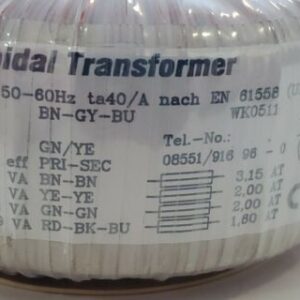 idal Transformer
50-60Hz ta40/A nach EN 61558 (U
BN-GY-BU WK0511
GN/YE Tel.-No.:
eff PRI-SEC 08551/916 96 - 0
VA BN-BN 3,15 AT
VA YE-YE 2,00 AT
VA GN-GN 2,00 AT
VA RD-BK-BU 1,60 AT